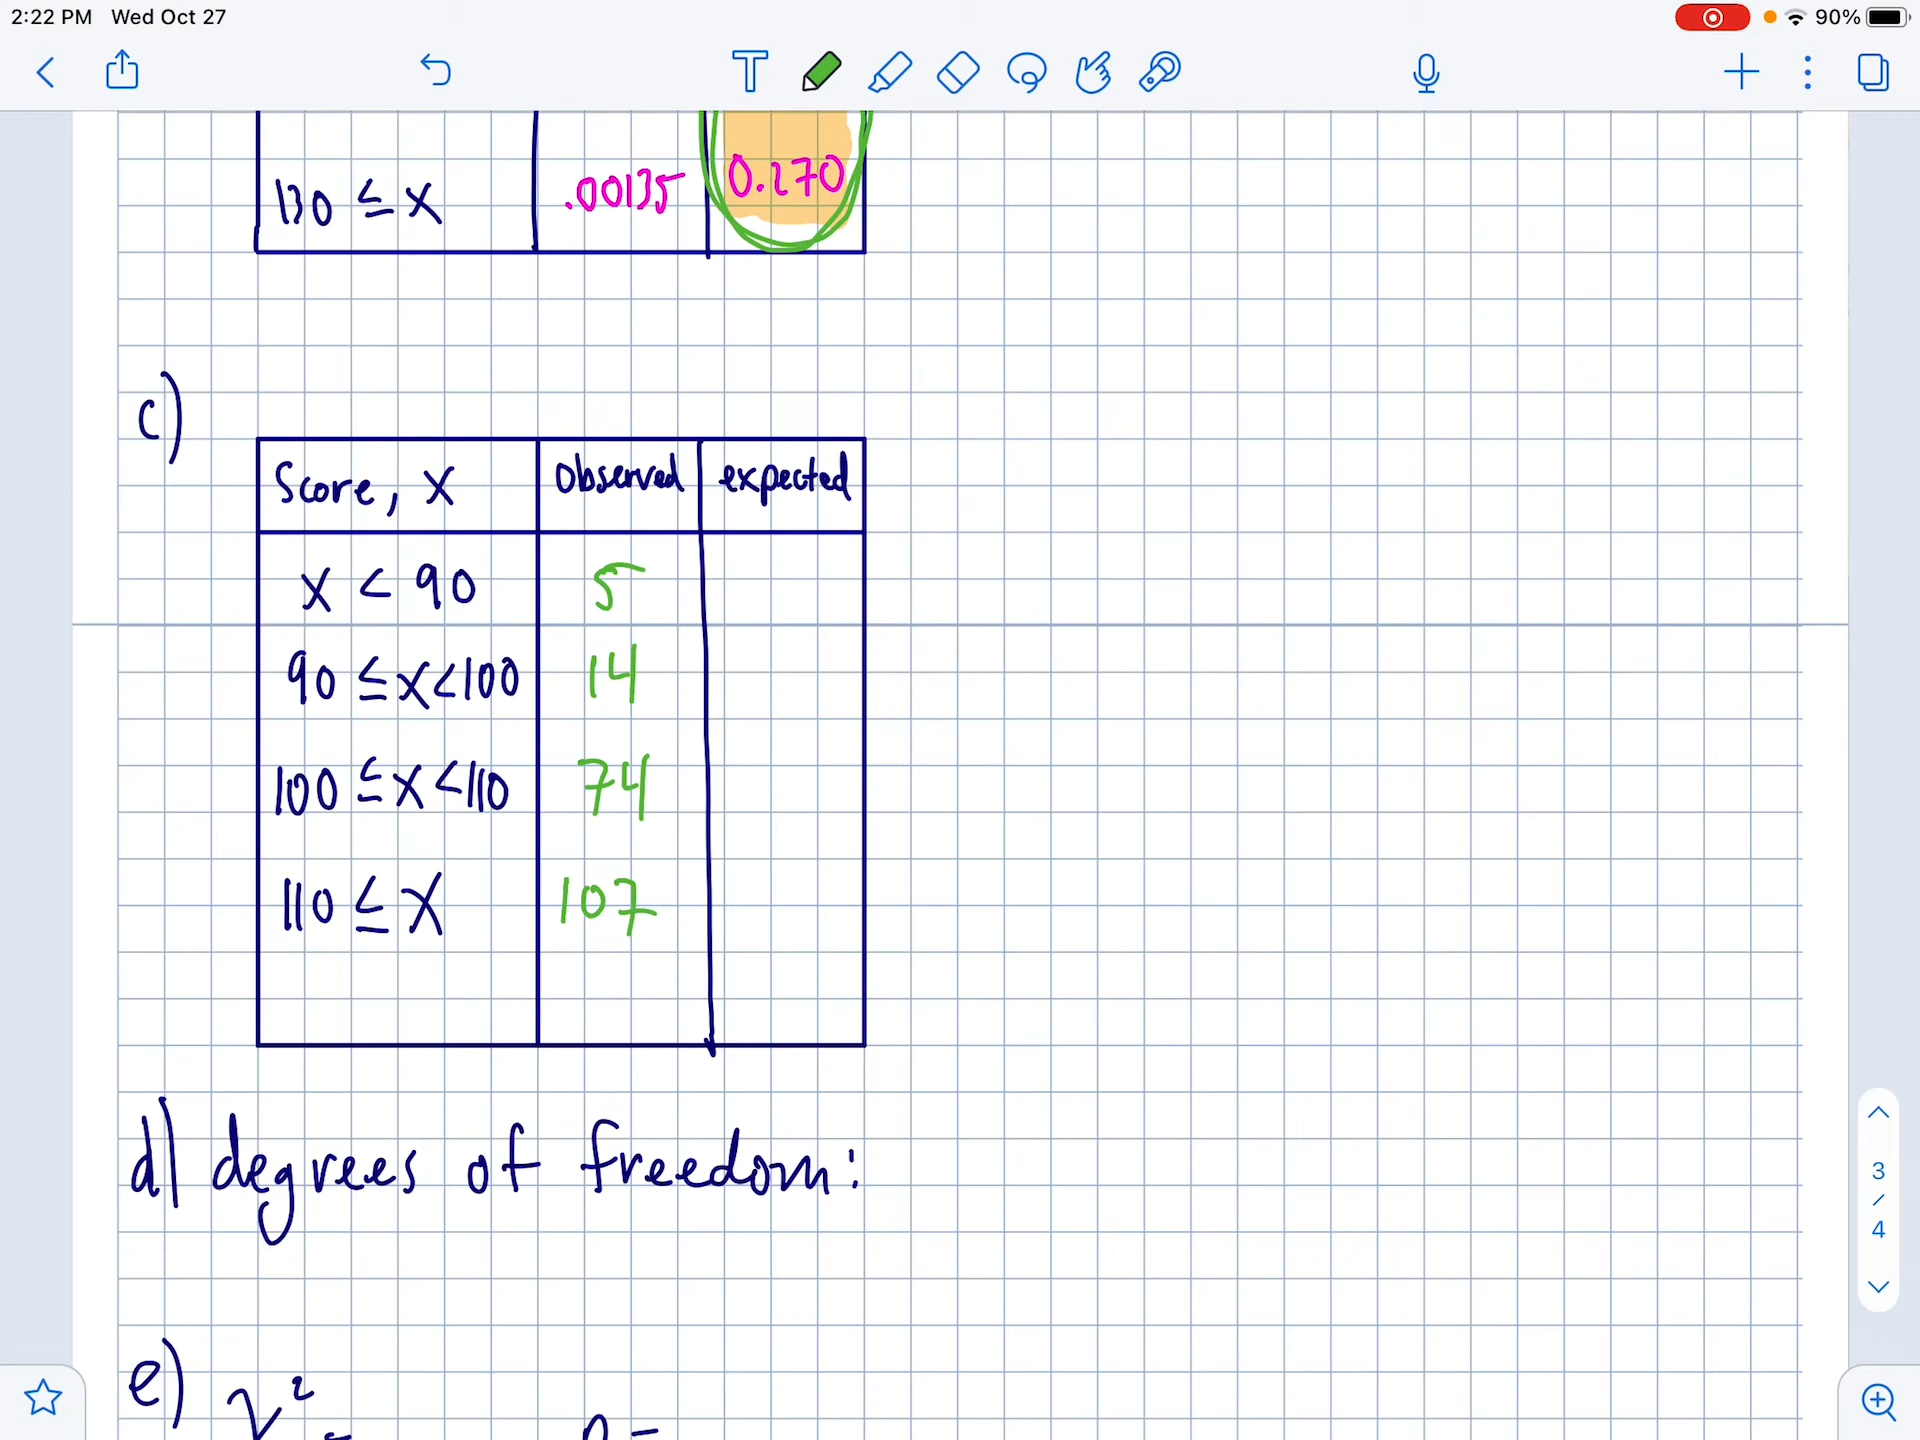 2:22 PM Wed Oct 27 90%
T
130 ≤ x .00135 0.270
c)
Score, x observed expected
x < 90 5
90 ≤ x < 100 14
100 ≤ x < 110 74
110 ≤ x 107
d) degrees of freedom:
3
/
4
e)